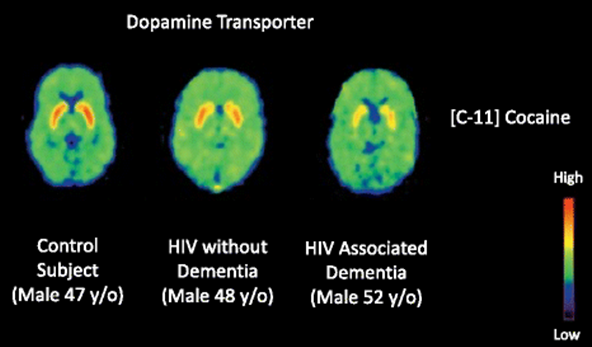 Dopamine Transporter
[C-11] Cocaine
High
Low
Control
Subject
(Male 47 y/o)
HIV without
Dementia
(Male 48 y/o)
HIV Associated
Dementia
(Male 52 y/o)